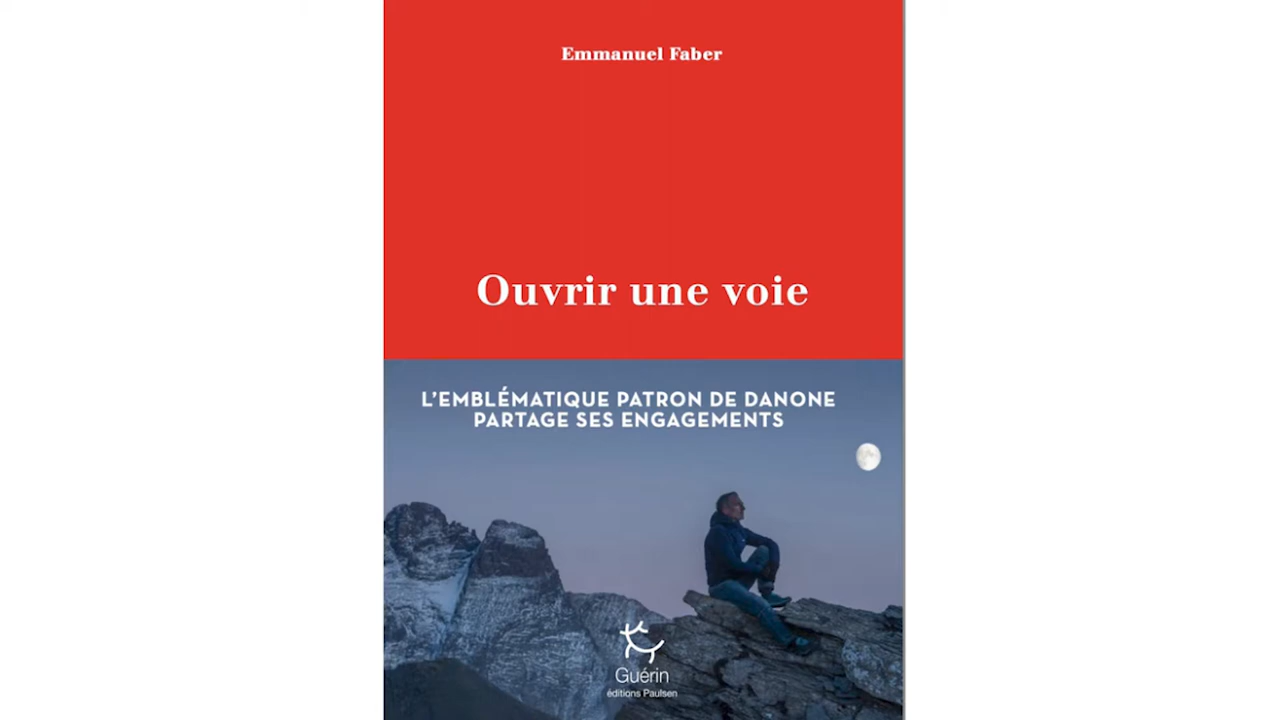 Emmanuel Faber
Ouvrir une voie
L'EMBLÉMATIQUE PATRON DE DANONE
PARTAGE SES ENGAGEMENTS
Guérin
éditions Paulsen